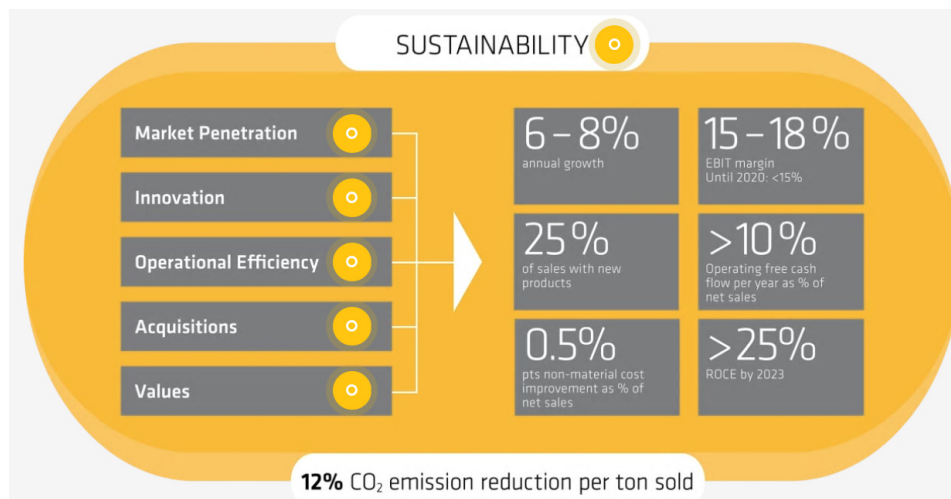 SUSTAINABILITY
Market Penetration
Innovation
Operational Efficiency
Acquisitions
Values
6 – 8%
annual growth
15 – 18%
EBIT margin
Until 2020: <15%
25%
of sales with new
products
>10%
Operating free cash
flow per year as % of
net sales
0.5%
pts non-material cost
improvement as % of
net sales
>25%
ROCE by 2023
12% CO₂ emission reduction per ton sold